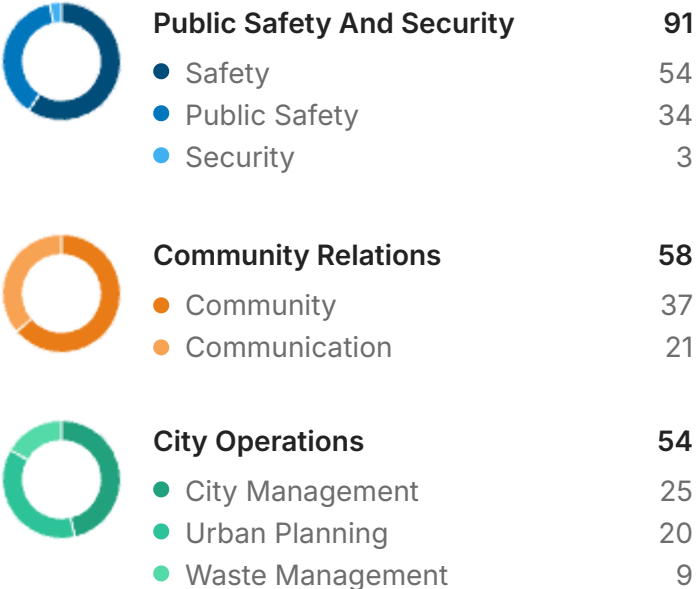 Public Safety And Security 91
Safety 54
Public Safety 34
Security 3
Community Relations 58
Community 37
Communication 21
City Operations 54
City Management 25
Urban Planning 20
Waste Management 9